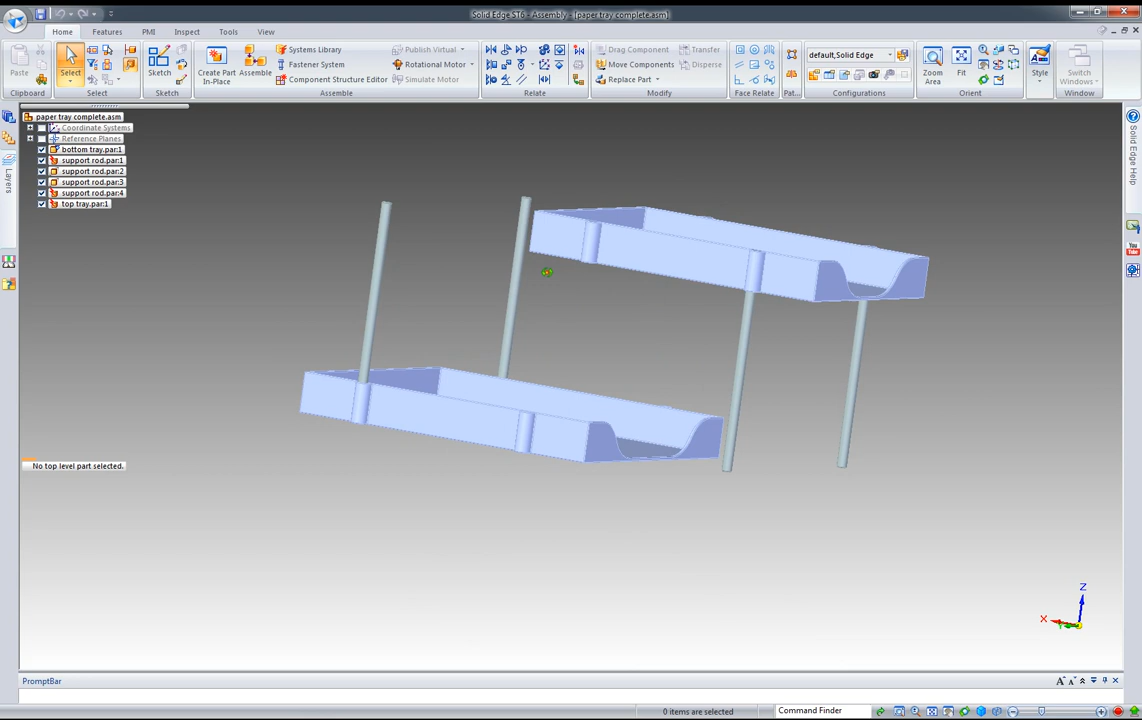 Solid Edge ST6 - Assembly - [paper tray complete.asm]
Home Features PMI Inspect Tools View
Paste
Clipboard
Select
Select
Sketch
Sketch
Create Part In-Place
Assembly
Systems Library
Fastener System
Component Structure Editor
Publish Virtual
Rotational Motor
Simulate Motor
Assemble
Relate
Drag Component
Move Components
Replace Part
Transfer
Disperse
Modify
Face Relate
Pat...
default,Solid Edge
Configurations
Zoom Area
Fit
Orient
Style
Switch Windows
Window
paper tray complete.asm
Coordinate Systems
Reference Planes
bottom tray.par:1
support rod.par:1
support rod.par:2
support rod.par:3
support rod.par:4
top tray.par:1
Layers
Solid Edge Help
You Tube
No top level part selected.
Z
X
Y
PromptBar
0 items are selected
Command Finder